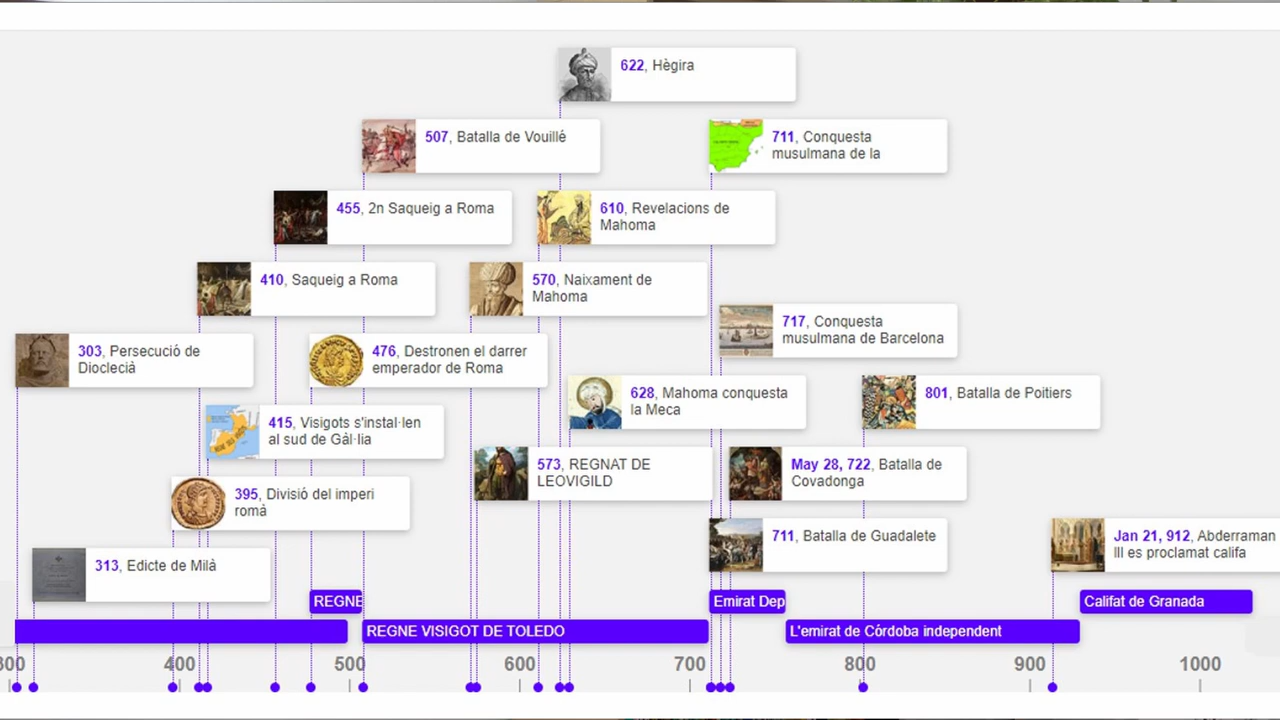 622, Hègira
507, Batalla de Vouillé
711, Conquesta
musulmana de la
455, 2n Saqueig a Roma
610, Revelacions de
Mahoma
410, Saqueig a Roma
570, Naixament de
Mahoma
717, Conquesta
musulmana de Barcelona
303, Persecució de
Dioclecià
476, Destronen el darrer
emperador de Roma
628, Mahoma conquesta
la Meca
801, Batalla de Poitiers
415, Visigots s'instal·len
al sud de Gàl·lia
573, REGNAT DE
LEOVIGILD
May 28, 722, Batalla de
Covadonga
395, Divisió del imperi
romà
711, Batalla de Guadalete
Jan 21, 912, Abderraman
III es proclamat califa
313, Edicte de Milà
REGNE
Emirat Dep
Califat de Granada
REGNE VISIGOT DE TOLEDO
L'emirat de Córdoba independent
300 400 500 600 700 800 900 1000